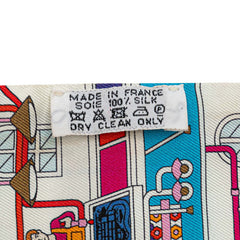 MADE IN FRANCE
SOIE 100% SILK
DRY CLEAN ONLY